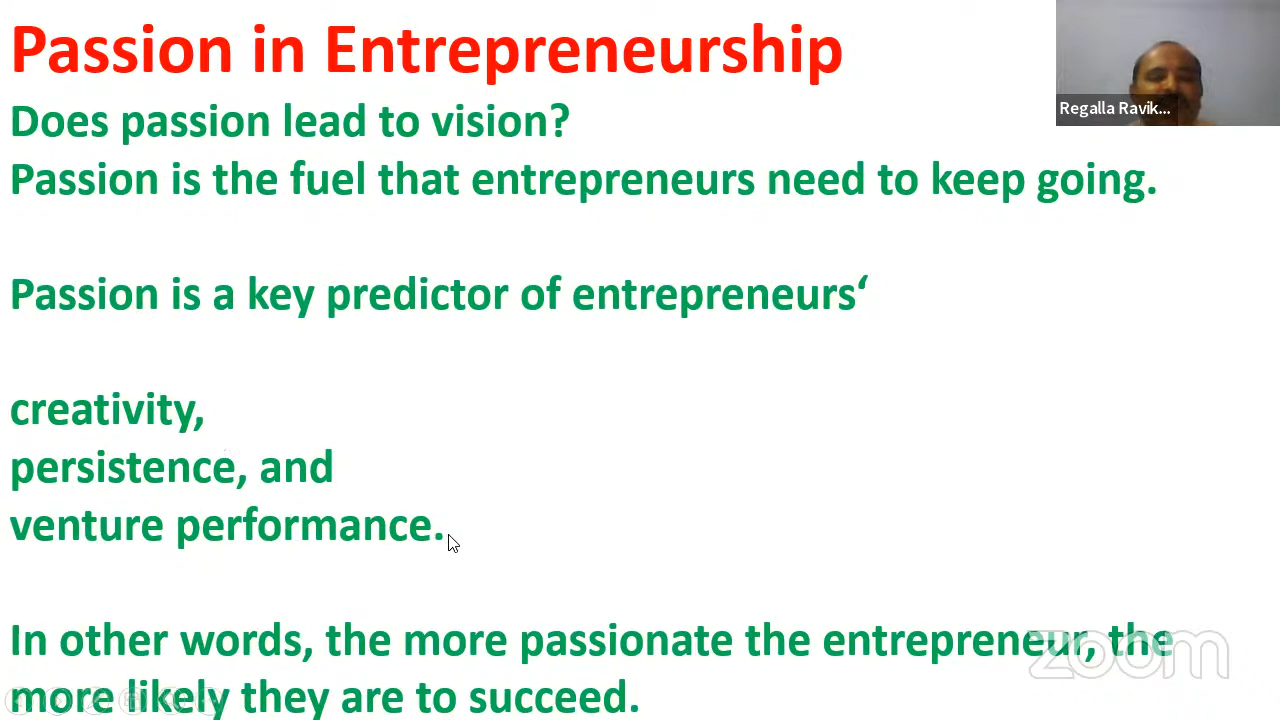 Passion in Entrepreneurship
Does passion lead to vision?
Passion is the fuel that entrepreneurs need to keep going.
Passion is a key predictor of entrepreneurs‘
creativity,
persistence, and
venture performance.
In other words, the more passionate the entrepreneur, the
more likely they are to succeed.
Regalla Ravik...
zoom